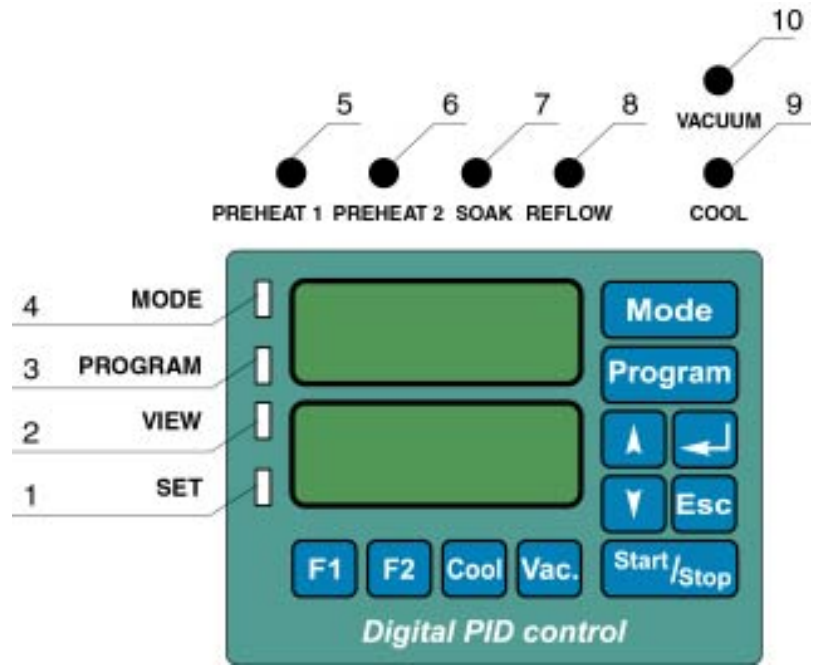 10
5 6 7 8 VACUUM 9
PREHEAT 1 PREHEAT 2 SOAK REFLOW COOL
4 MODE Mode
3 PROGRAM Program
2 VIEW
1 SET Esc
F1 F2 Cool Vac. Start/Stop
Digital PID control